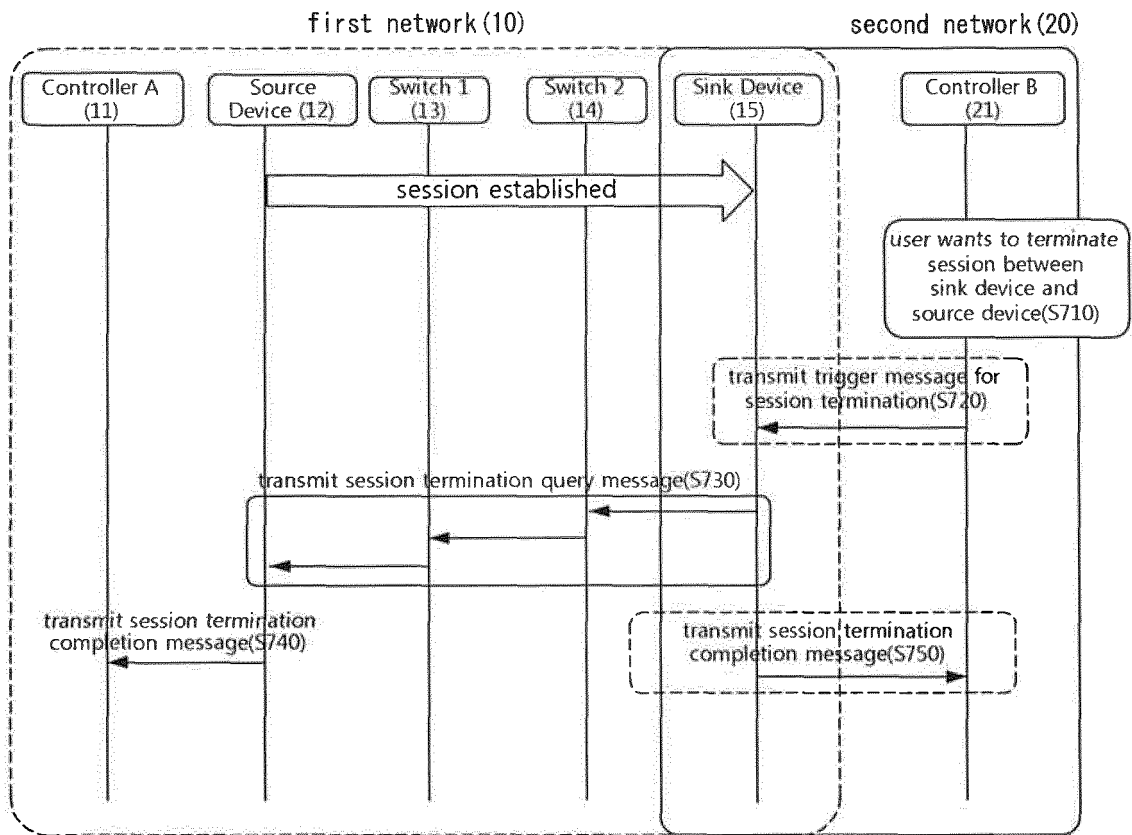 first network(10)
second network(20)
Controller A
(11)
Source
Device (12)
Switch 1
(13)
Switch 2
(14)
Sink Device
(15)
Controller B
(21)
session established
user wants to terminate
session between
sink device and
source device(S710)
transmit trigger message for
session termination(S720)
transmit session termination query message(S730)
transmit session termination
completion message(S740)
transmit session termination
completion message(S750)